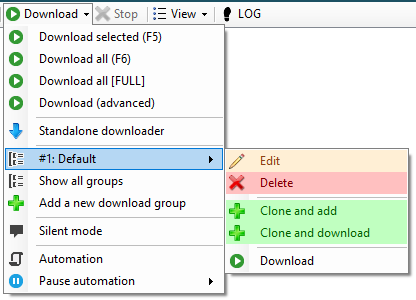 Download Stop View LOG
Download selected (F5)
Download all (F6)
Download all [FULL]
Download (advanced)
Standalone downloader
#1: Default
Show all groups
Add a new download group
Silent mode
Automation
Pause automation
Edit
Delete
Clone and add
Clone and download
Download